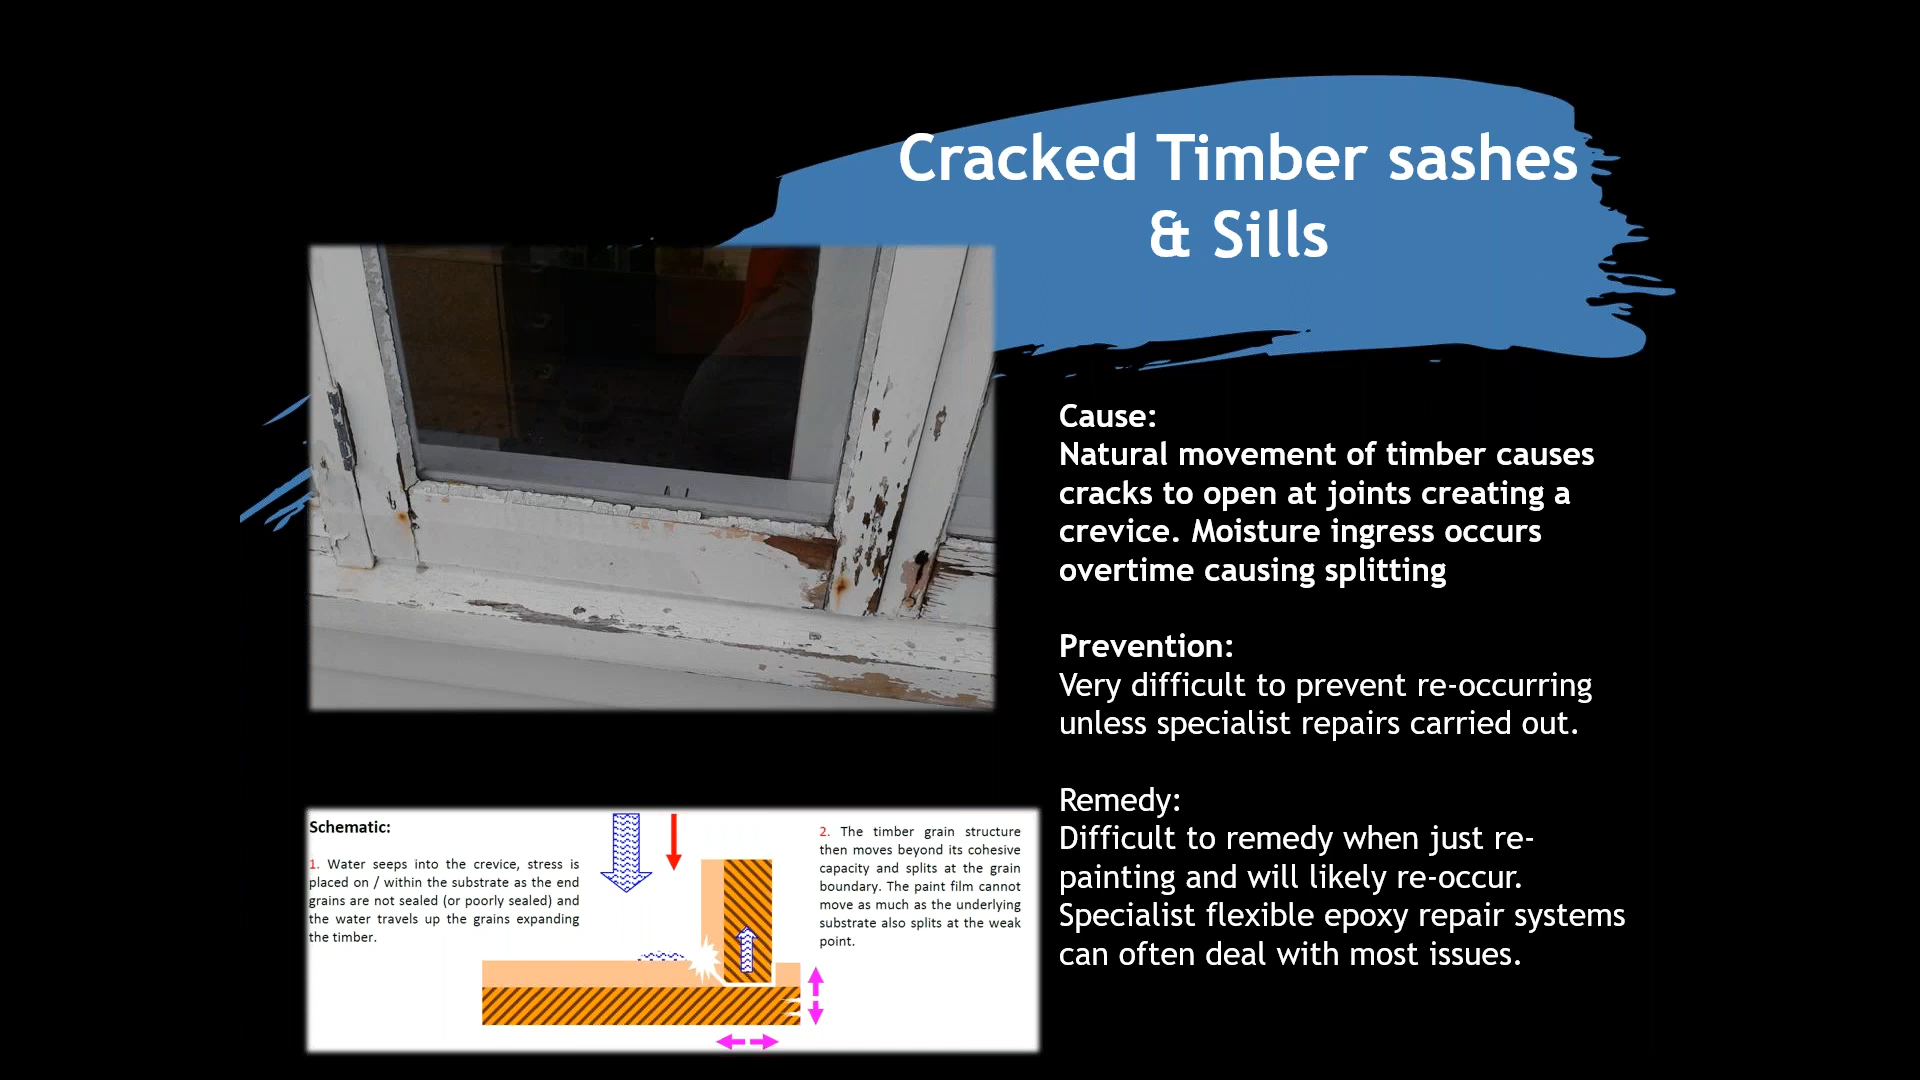 Cracked Timber sashes
& Sills
Cause:
Natural movement of timber causes
cracks to open at joints creating a
crevice. Moisture ingress occurs
overtime causing splitting
Prevention:
Very difficult to prevent re-occurring
unless specialist repairs carried out.
Remedy:
Difficult to remedy when just re-
painting and will likely re-occur.
Specialist flexible epoxy repair systems
can often deal with most issues.
Schematic:
1. Water seeps into the crevice, stress is
placed on / within the substrate as the end
grains are not sealed (or poorly sealed) and
the water travels up the grains expanding
the timber.
2. The timber grain structure
then moves beyond its cohesive
capacity and splits at the grain
boundary. The paint film cannot
move as much as the underlying
substrate also splits at the weak
point.